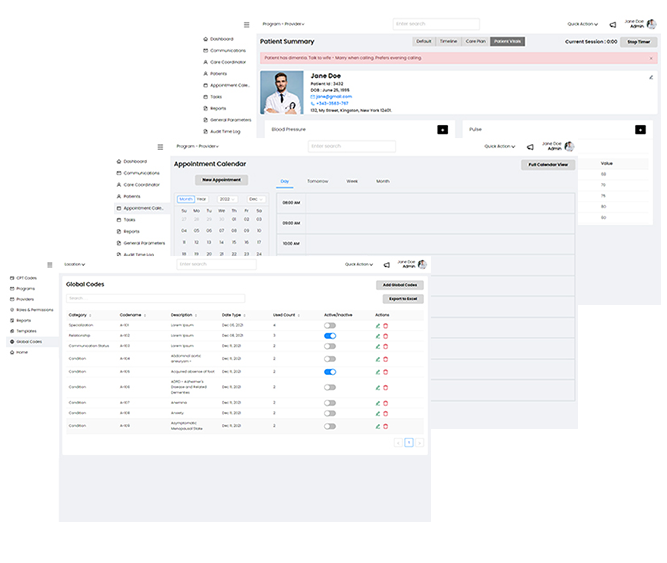 Program - Provider
Enter search
Quick Action
Jane Doe
Admin
Dashboard
Communications
Care Coordinator
Patients
Appointment Cale..
Tasks
Reports
General Parameters
Audit Time Log
Patient Summary
Default
Timeline
Care Plan
Patient Vitals
Current Session : 0:00
Stop Timer
Patient has dimentia. Talk to wife - Marry when calling. Prefers evening calling.
Jane Doe
Patient Id : 3432
DOB : June 25, 1995
jane@gmail.com
132, My Street, Kingston, New York 12401.
Blood Pressure
Pulse
Value
Program - Provider
Enter search
Quick Action
Jane Doe
Admin
Dashboard
Communications
Care Coordinator
Patients
Appointment Cale..
Tasks
Reports
General Parameters
Audit Time Log
Appointment Calendar
Full Calendar View
New Appointment
Month Year 2022 Dec
Su Mo Tu We Th Fr Sa
27 28 29 30 01 02 03
04 05 06 07 08 09 10
11 12 13 14 15 16 17
18 19 20 21 22 23 24
Day
Tomorrow
Week
Month
08:00 AM
09:00 AM
10:00 AM
Location
Enter search
Quick Action
Jane Doe
Admin
CPT Codes
Programs
Providers
Roles & Permissions
Reports
Templates
Global Codes
Home
Global Codes
Add Global Codes
Search
Export to Excel
Category Codename Description Date Type Used Count Active/Inactive Actions
Specialization A-101 Lorem Ipsum Dec 05, 2021 4
Relationship A-102 Lorem Ipsum Dec 08, 2021 3
Communication Status A-103 Lorem Ipsum Dec 11, 2021 2
Condition A-104 Abdominal aortic aneurysm - Dec 11, 2021 2
Condition A-105 Acquired absence of foot Dec 11, 2021 2
Condition A-106 ADRD - Alzheimer's Disease and Related Dementias Dec 11, 2021 2
Condition A-107 Anemina Dec 11, 2021 2
Condition A-108 Anxiety Dec 11, 2021 2
Condition A-109 Asymptomatic Menopausal State Dec 11, 2021 2
1